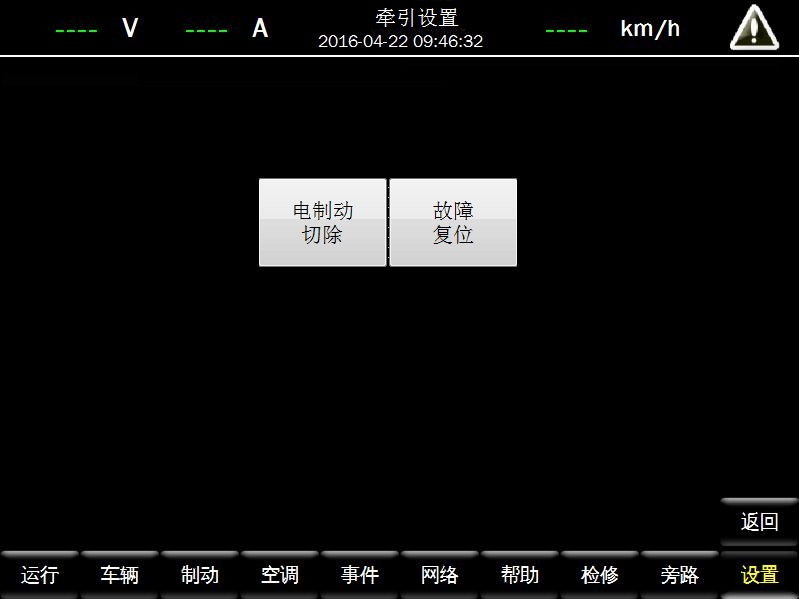 ---- V ---- A 牵引设置 ---- km/h
2016-04-22 09:46:32
电制动 故障
切除 复位
返回
运行 车辆 制动 空调 事件 网络 帮助 检修 旁路 设置